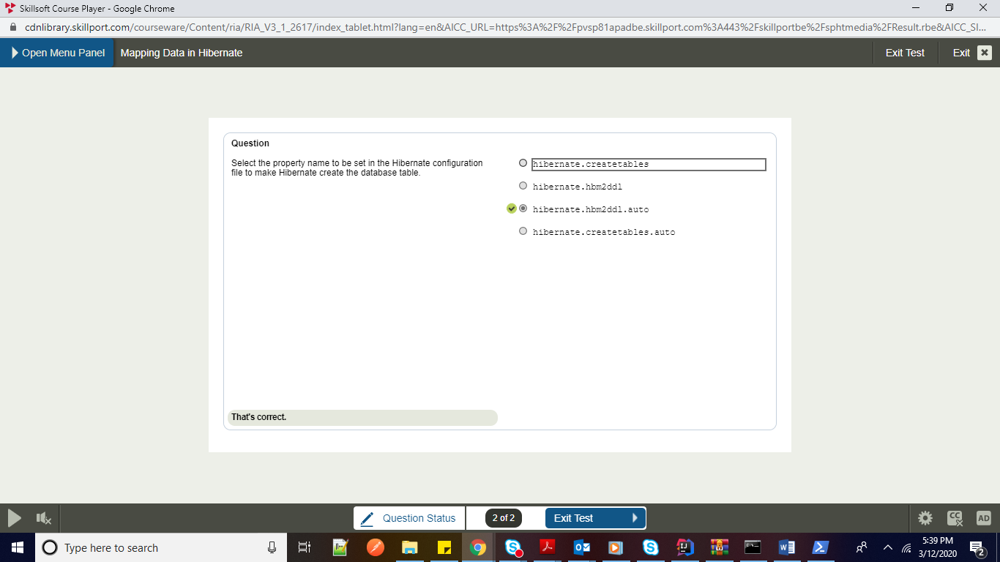 Skillsoft Course Player - Google Chrome
cdnlibrary.skillport.com/courseware/Content/ria/RIA_V3_1_2617/index_tablet.html?lang=en&AICC_URL=https%3A%2F%2Fpvsp81apadbe.skillport.com%3A443%2Fskillportbe%2Fsphtmedia%2FResult.rbe&AICC_SI...
Open Menu Panel Mapping Data in Hibernate Exit Test Exit
Question
Select the property name to be set in the Hibernate configuration
file to make Hibernate create the database table.
hibernate.createtables
hibernate.hbm2ddl
hibernate.hbm2ddl.auto
hibernate.createtables.auto
That's correct.
Question Status 2 of 2 Exit Test CC AD
Type here to search
5:39 PM
3/12/2020
2